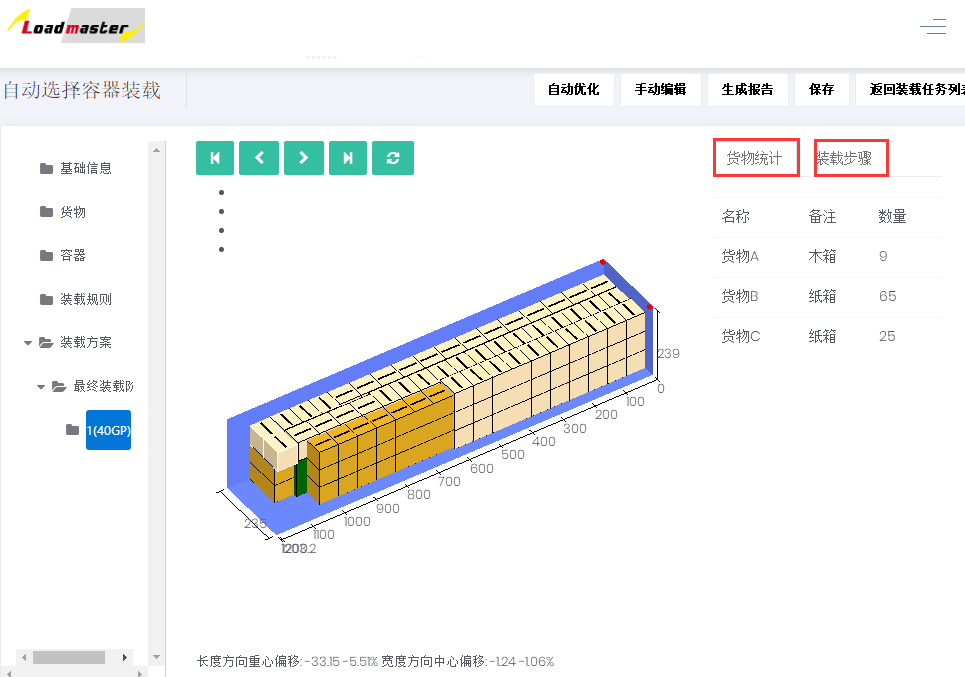 Loadmaster
自动选择容器装载
自动优化 手动编辑 生成报告 保存 返回装载任务列表
基础信息
货物
容器
装载规则
装载方案
最终装载阶
1(40GP)
货物统计 装载步骤
名称 备注 数量
货物A 木箱 9
货物B 纸箱 65
货物C 纸箱 25
239
0
100
200
300
400
500
600
700
800
900
1000
1100
235
长度方向重心偏移: -33.15 -5.51% 宽度方向中心偏移: -1.24 -1.06%